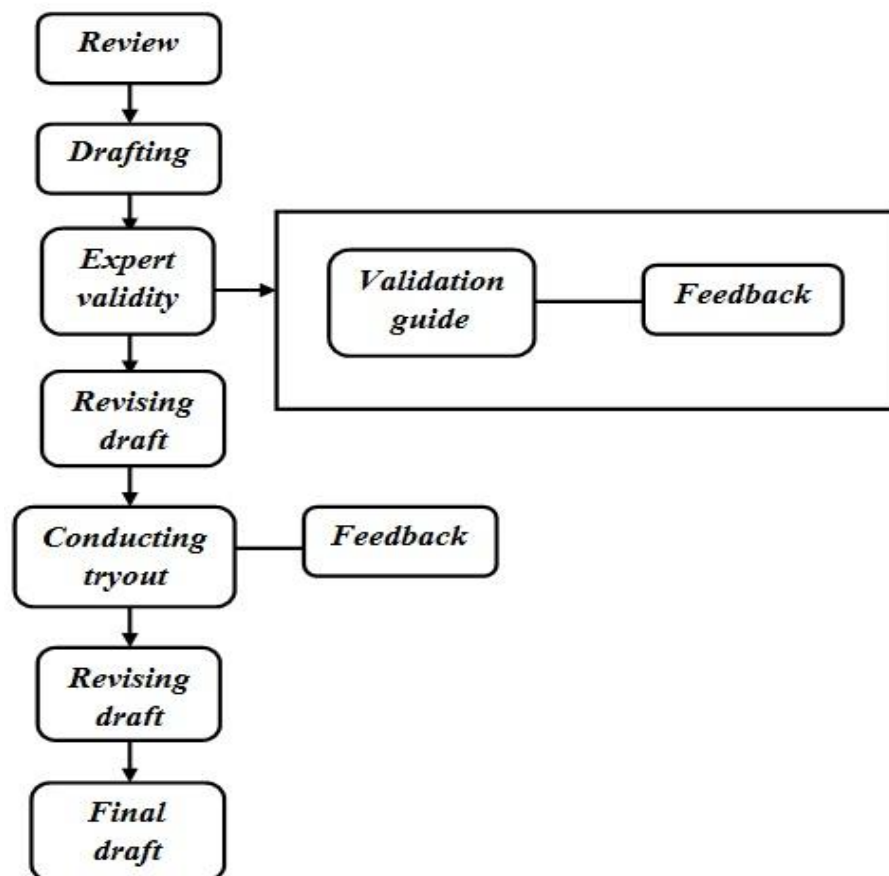 Review
Drafting
Expert
validity
Validation
guide
Feedback
Revising
draft
Conducting
tryout
Feedback
Revising
draft
Final
draft